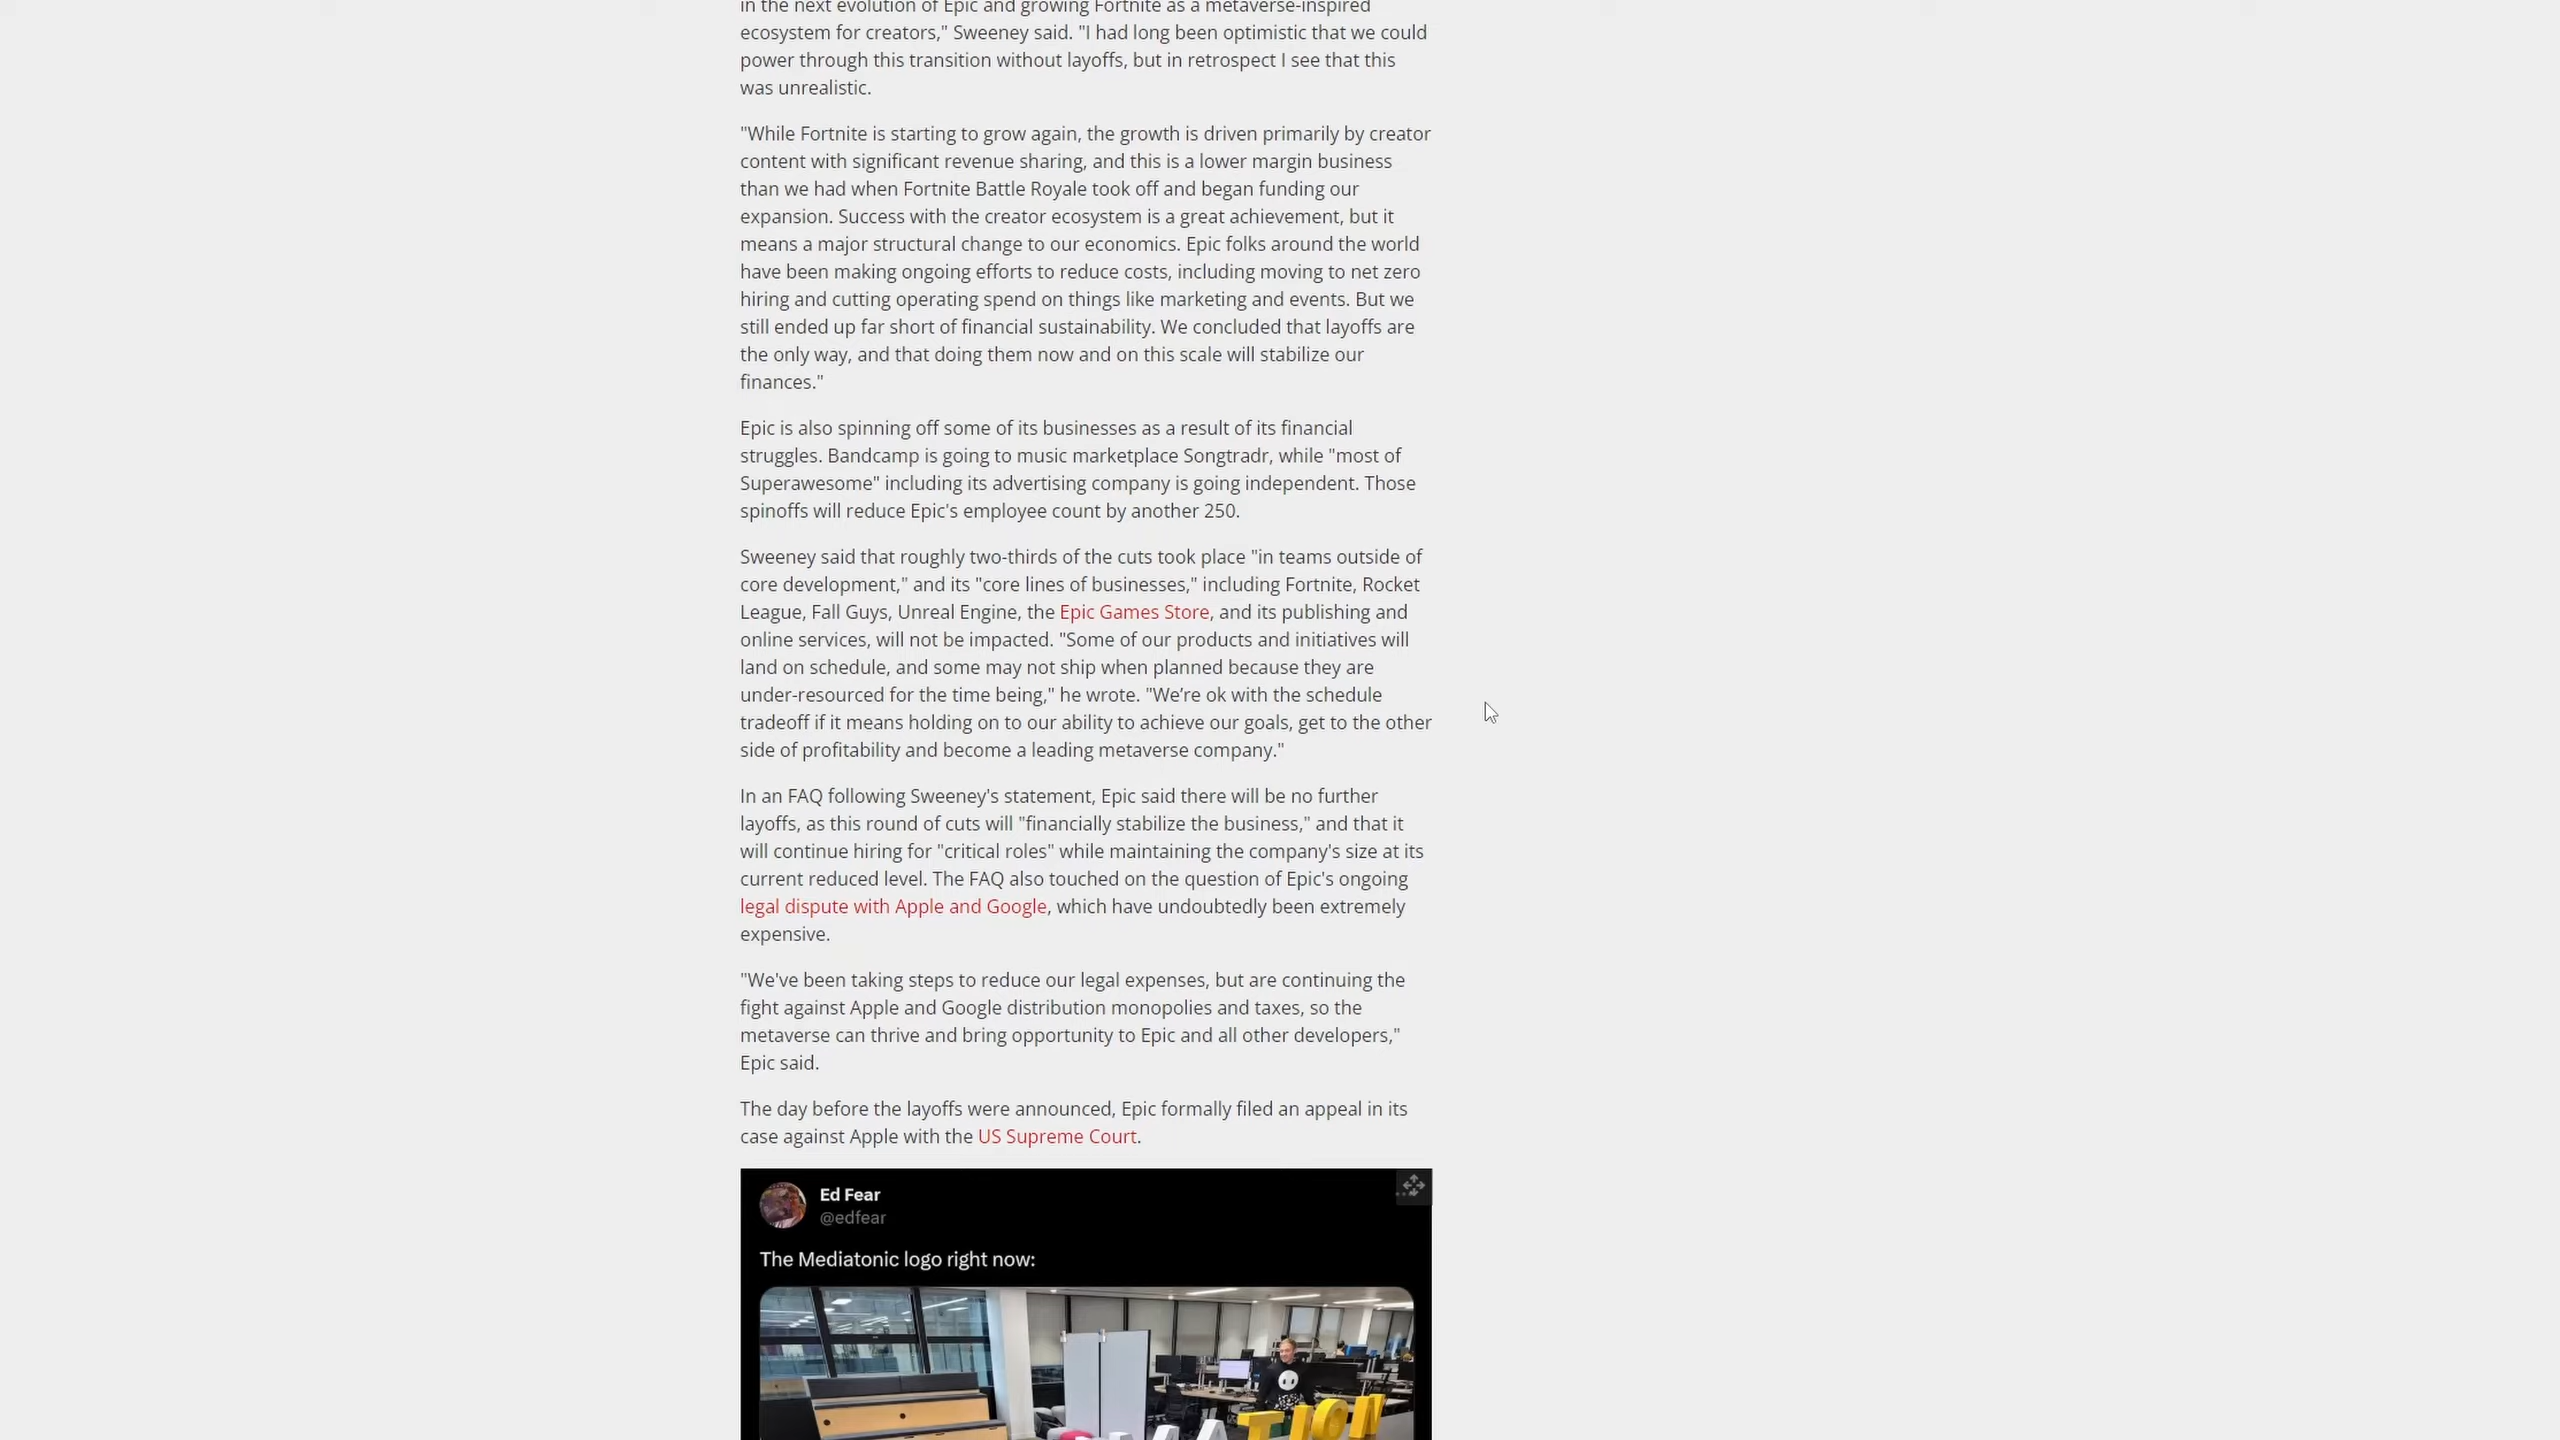 in the next evolution of Epic and growing Fortnite as a metaverse-inspired
ecosystem for creators," Sweeney said. "I had long been optimistic that we could
power through this transition without layoffs, but in retrospect I see that this
was unrealistic.
"While Fortnite is starting to grow again, the growth is driven primarily by creator
content with significant revenue sharing, and this is a lower margin business
than we had when Fortnite Battle Royale took off and began funding our
expansion. Success with the creator ecosystem is a great achievement, but it
means a major structural change to our economics. Epic folks around the world
have been making ongoing efforts to reduce costs, including moving to net zero
hiring and cutting operating spend on things like marketing and events. But we
still ended up far short of financial sustainability. We concluded that layoffs are
the only way, and that doing them now and on this scale will stabilize our
finances."
Epic is also spinning off some of its businesses as a result of its financial
struggles. Bandcamp is going to music marketplace Songtradr, while "most of
Superawesome" including its advertising company is going independent. Those
spinoffs will reduce Epic's employee count by another 250.
Sweeney said that roughly two-thirds of the cuts took place "in teams outside of
core development," and its "core lines of businesses," including Fortnite, Rocket
League, Fall Guys, Unreal Engine, the Epic Games Store, and its publishing and
online services, will not be impacted. "Some of our products and initiatives will
land on schedule, and some may not ship when planned because they are
under-resourced for the time being," he wrote. "We’re ok with the schedule
tradeoff if it means holding on to our ability to achieve our goals, get to the other
side of profitability and become a leading metaverse company."
In an FAQ following Sweeney's statement, Epic said there will be no further
layoffs, as this round of cuts will "financially stabilize the business," and that it
will continue hiring for "critical roles" while maintaining the company's size at its
current reduced level. The FAQ also touched on the question of Epic's ongoing
legal dispute with Apple and Google, which have undoubtedly been extremely
expensive.
"We've been taking steps to reduce our legal expenses, but are continuing the
fight against Apple and Google distribution monopolies and taxes, so the
metaverse can thrive and bring opportunity to Epic and all other developers,"
Epic said.
The day before the layoffs were announced, Epic formally filed an appeal in its
case against Apple with the US Supreme Court.
Ed Fear
@edfear
The Mediatonic logo right now: